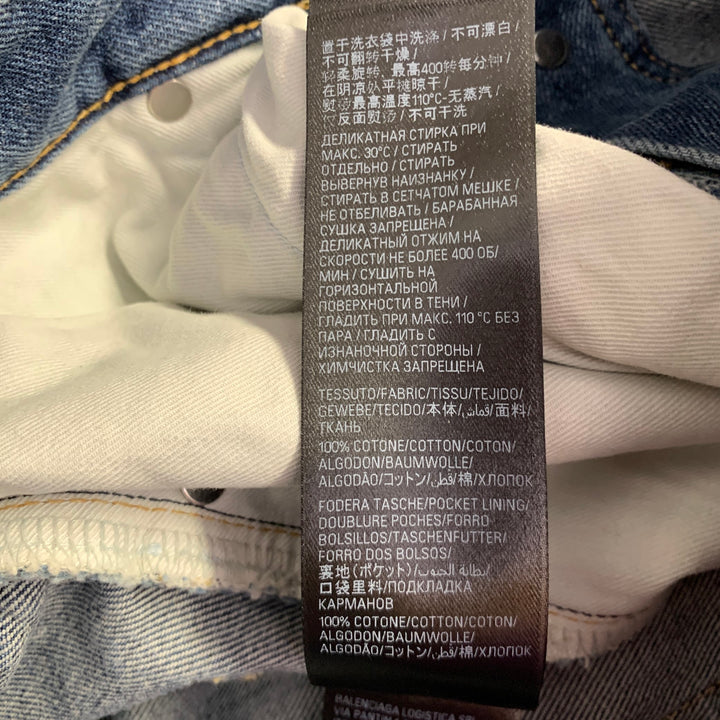 置于洗衣袋中洗涤 / 不可漂白 /
不可翻转干燥 /
轻柔旋转、最高400转每分钟 /
在阴凉处平摊晾干 /
熨烫最高温度110°C-无蒸汽 /
反面熨烫 / 不可干洗
ДЕЛИКАТНАЯ СТИРКА ПРИ
МАКС. 30°C / СТИРАТЬ
ОТДЕЛЬНО / СТИРАТЬ
ВЫВЕРНУВ НАИЗНАНКУ /
СТИРАТЬ В СЕТЧАТОМ МЕШКЕ /
НЕ ОТБЕЛИВАТЬ / БАРАБАННАЯ
СУШКА ЗАПРЕЩЕНА /
ДЕЛИКАТНЫЙ ОТЖИМ НА
СКОРОСТИ НЕ БОЛЕЕ 400 ОБ/
МИН / СУШИТЬ НА
ГОРИЗОНТАЛЬНОЙ
ПОВЕРХНОСТИ В ТЕНИ /
ГЛАДИТЬ ПРИ МАКС. 110 °C БЕЗ
ПАРА / ГЛАДИТЬ С
ИЗНАНОЧНОЙ СТОРОНЫ /
ХИМЧИСТКА ЗАПРЕЩЕНА
TESSUTO/FABRIC/TISSU/TEJIDO/
GEWEBE/TECIDO/本体/قماش/面料/
ТКАНЬ
100% COTONE/COTTON/COTON/
ALGODON/BAUMWOLLE/
ALGODÃO/コットン/قطن/棉/ХЛОПОК
FODERA TASCHE/POCKET LINING/
DOUBLURE POCHES/FORRO
BOLSILLOS/TASCHENFUTTER/
FORRO DOS BOLSOS/
裏地(ポケット)/بطانة الجيوب/
口袋里料/ПОДКЛАДКА
КАРМАНОВ
100% COTONE/COTTON/COTON/
ALGODON/BAUMWOLLE/
ALGODÃO/コットン/قطن/棉/ХЛОПОК
BALENCIAGA LOGISTICA SRL
VIA